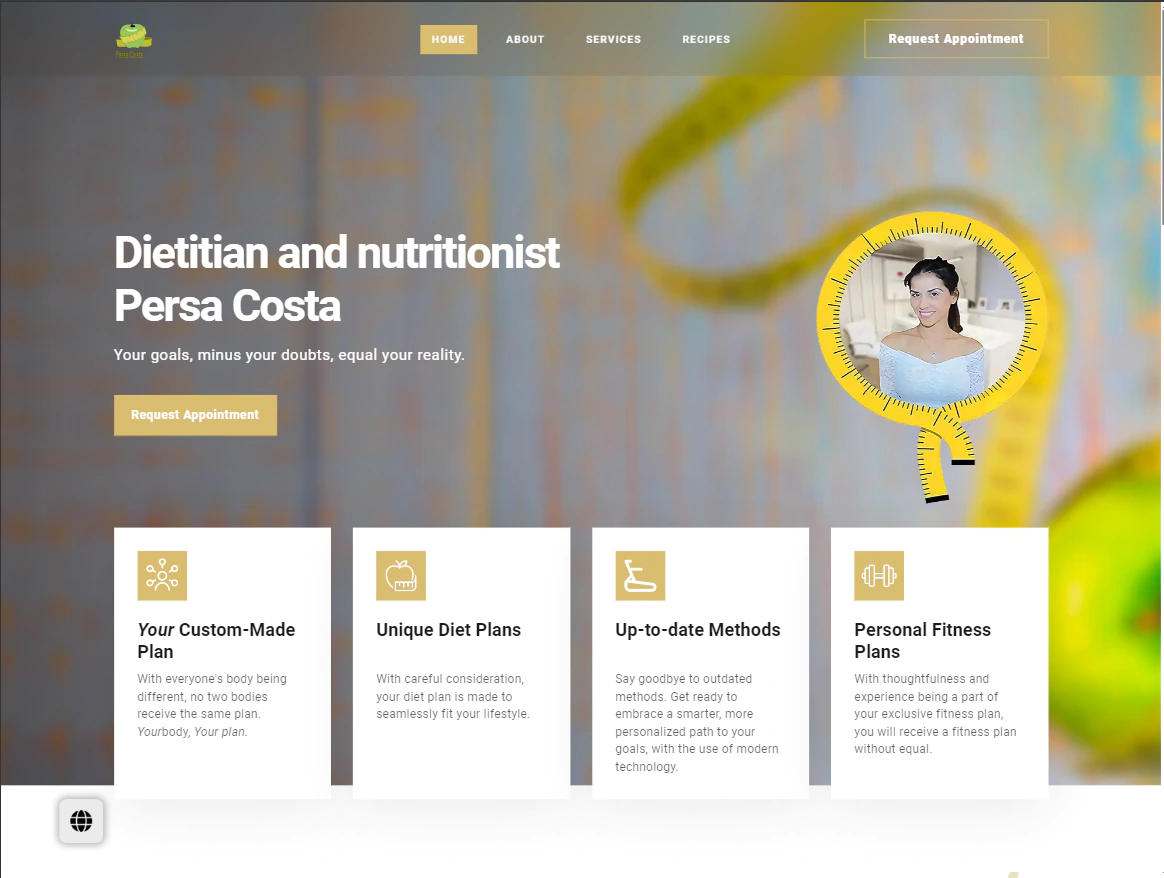 Persa Costa
HOME
ABOUT
SERVICES
RECIPES
Request Appointment
Dietitian and nutritionist
Persa Costa
Your goals, minus your doubts, equal your reality.
Request Appointment
Your Custom-Made
Plan
With everyone's body being
different, no two bodies
receive the same plan.
Yourbody, Your plan.
Unique Diet Plans
With careful consideration,
your diet plan is made to
seamlessly fit your lifestyle.
Up-to-date Methods
Say goodbye to outdated
methods. Get ready to
embrace a smarter, more
personalized path to your
goals, with the use of modern
technology.
Personal Fitness
Plans
With thoughtfulness and
experience being a part of
your exclusive fitness plan,
you will receive a fitness plan
without equal.